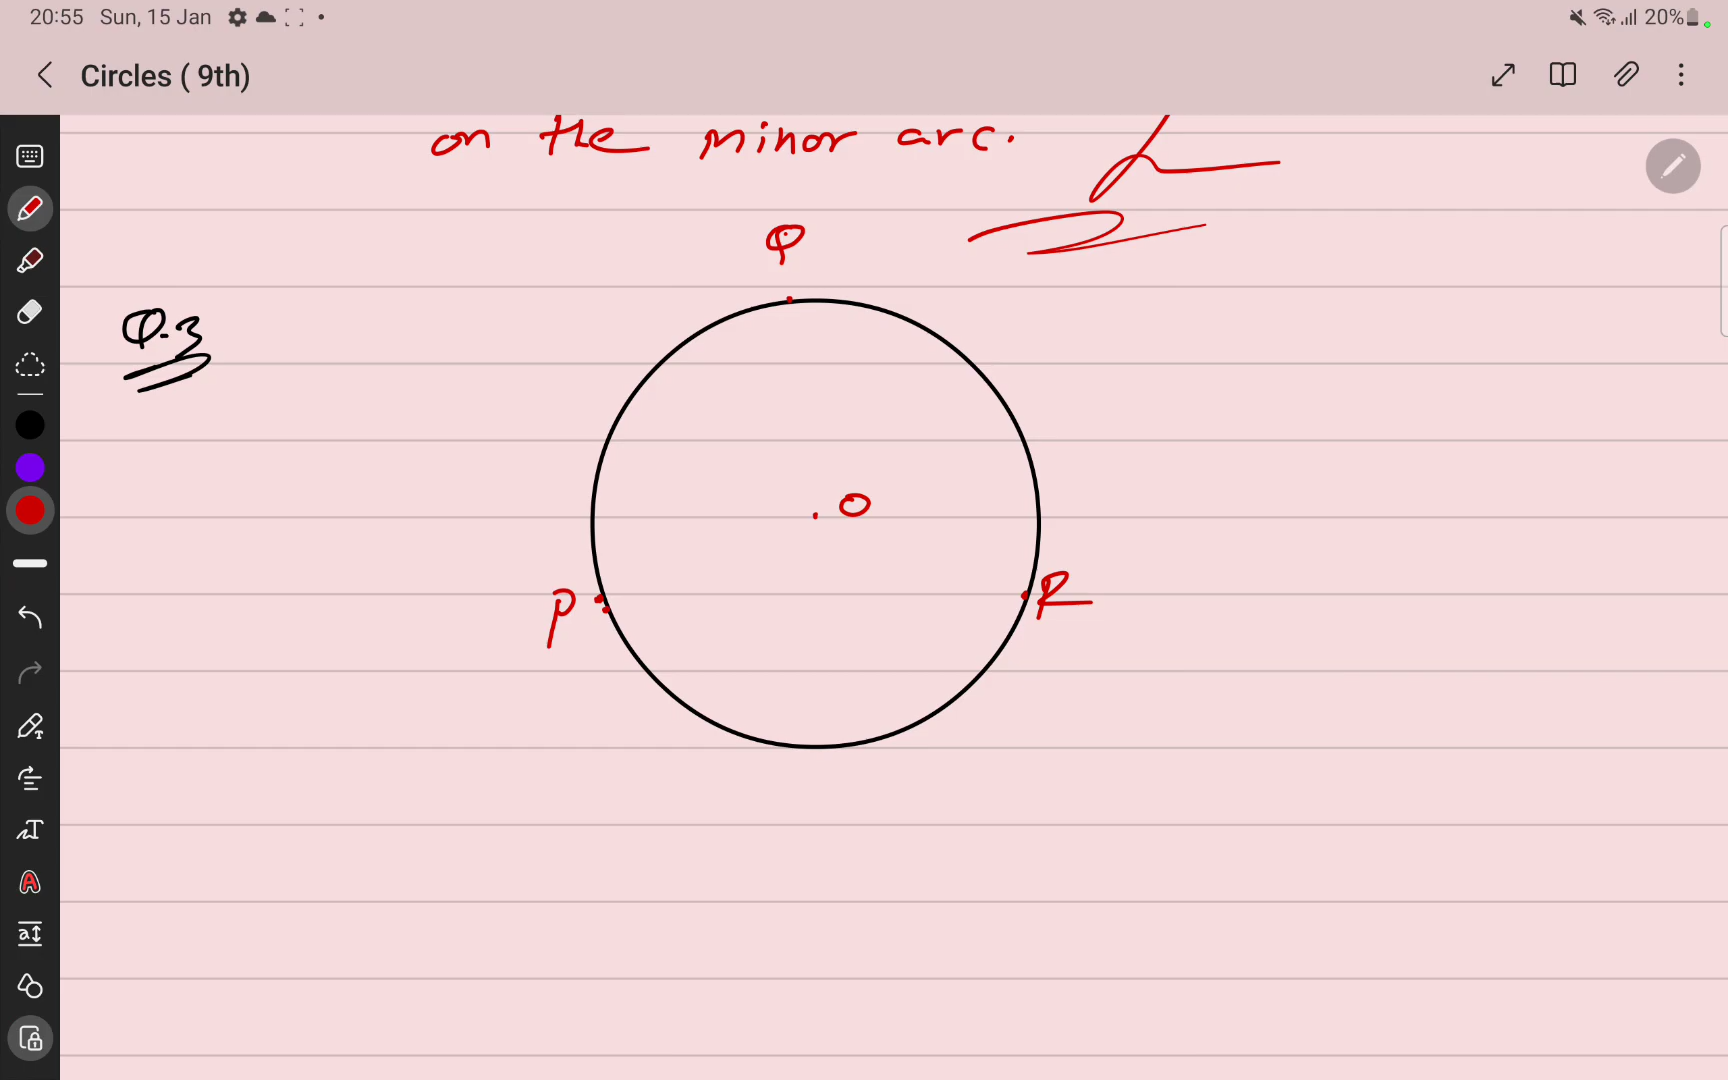 20:55 Sun, 15 Jan
20%
Circles ( 9th)
on the minor arc.
Q
Q.3
O
P
R